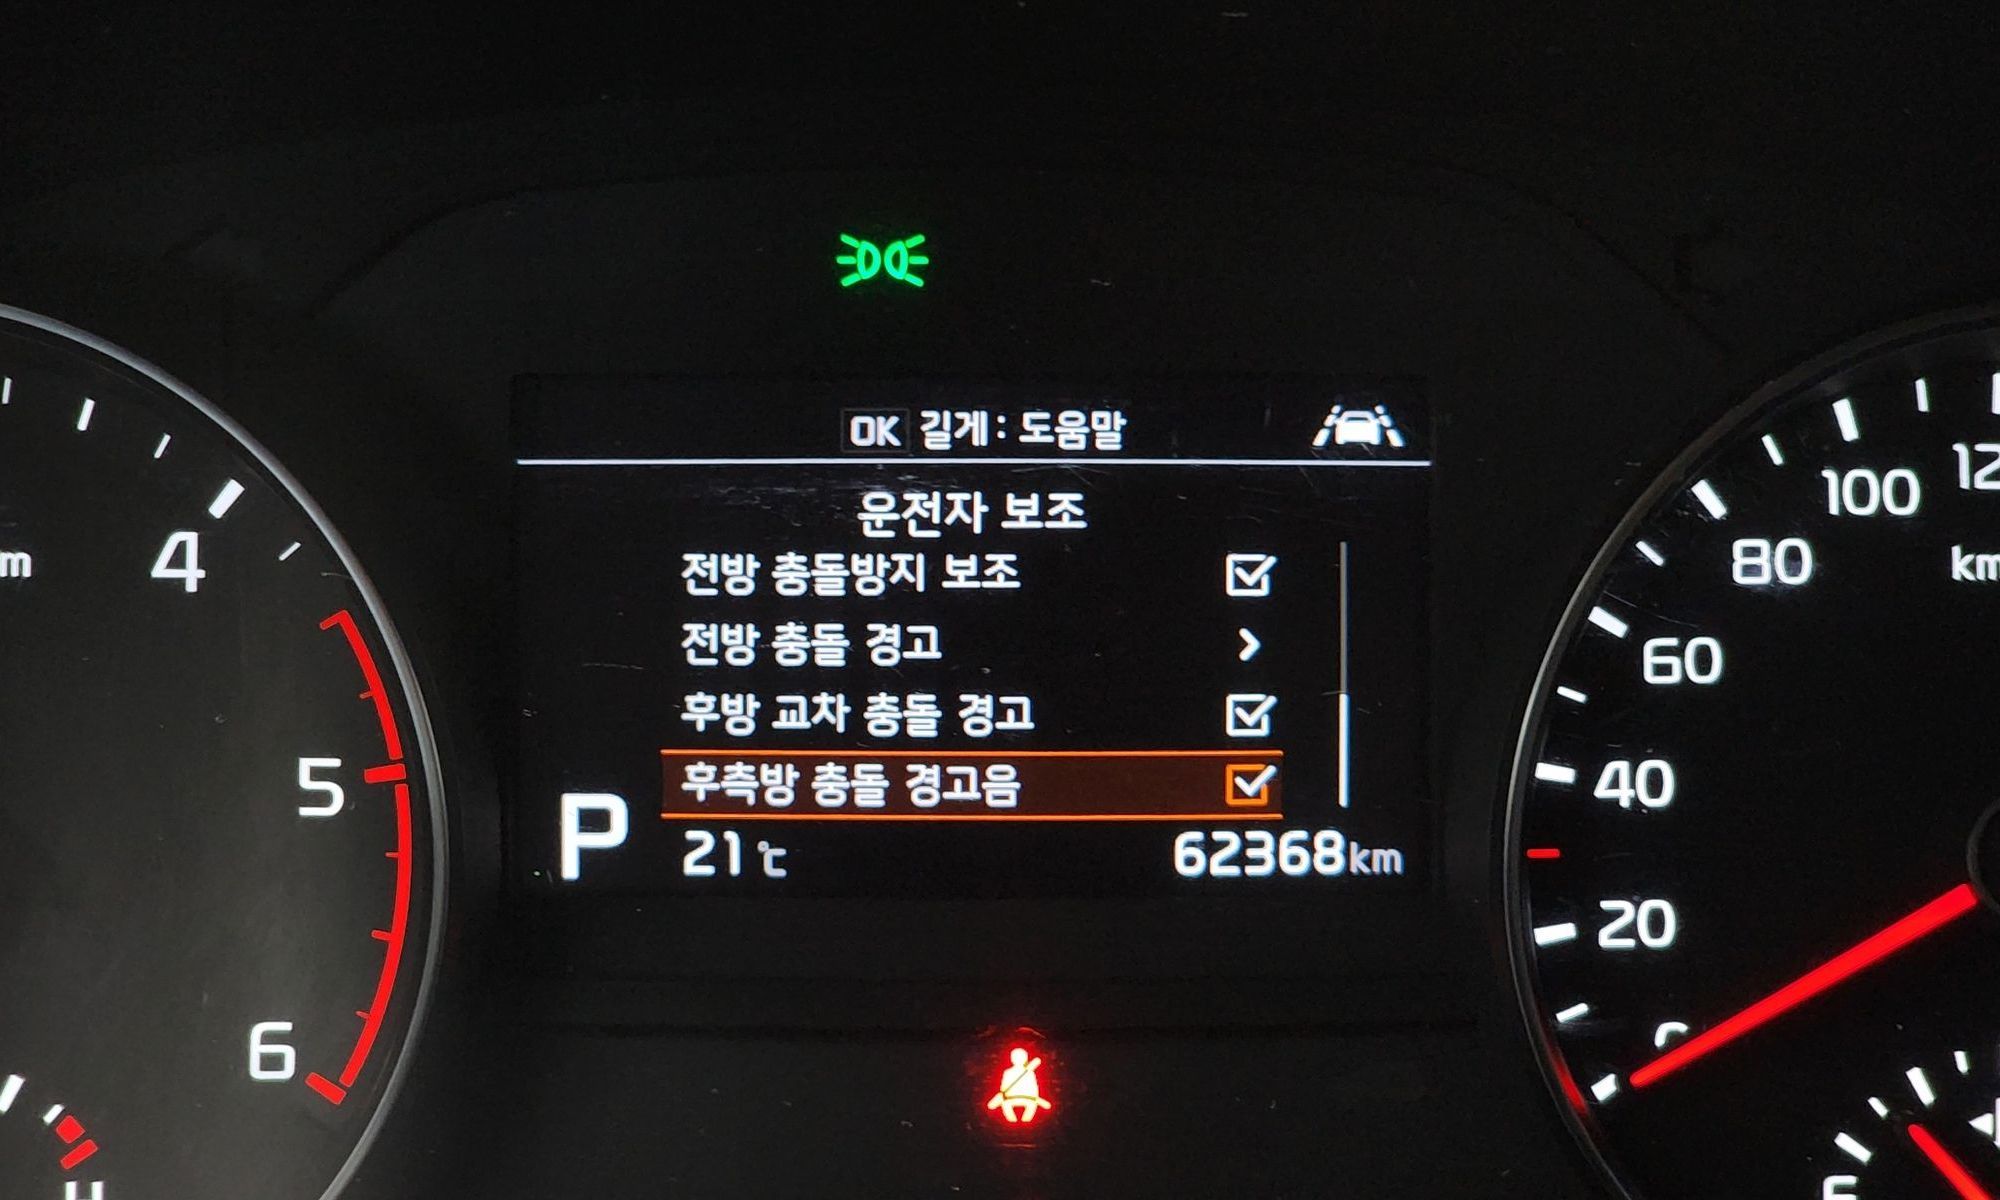 OK 길게: 도움말
운전자 보조
전방 충돌방지 보조
전방 충돌 경고 >
후방 교차 충돌 경고
후측방 충돌 경고음
P 21℃ 62368km
4
5
6
H
100
80
km
60
40
20